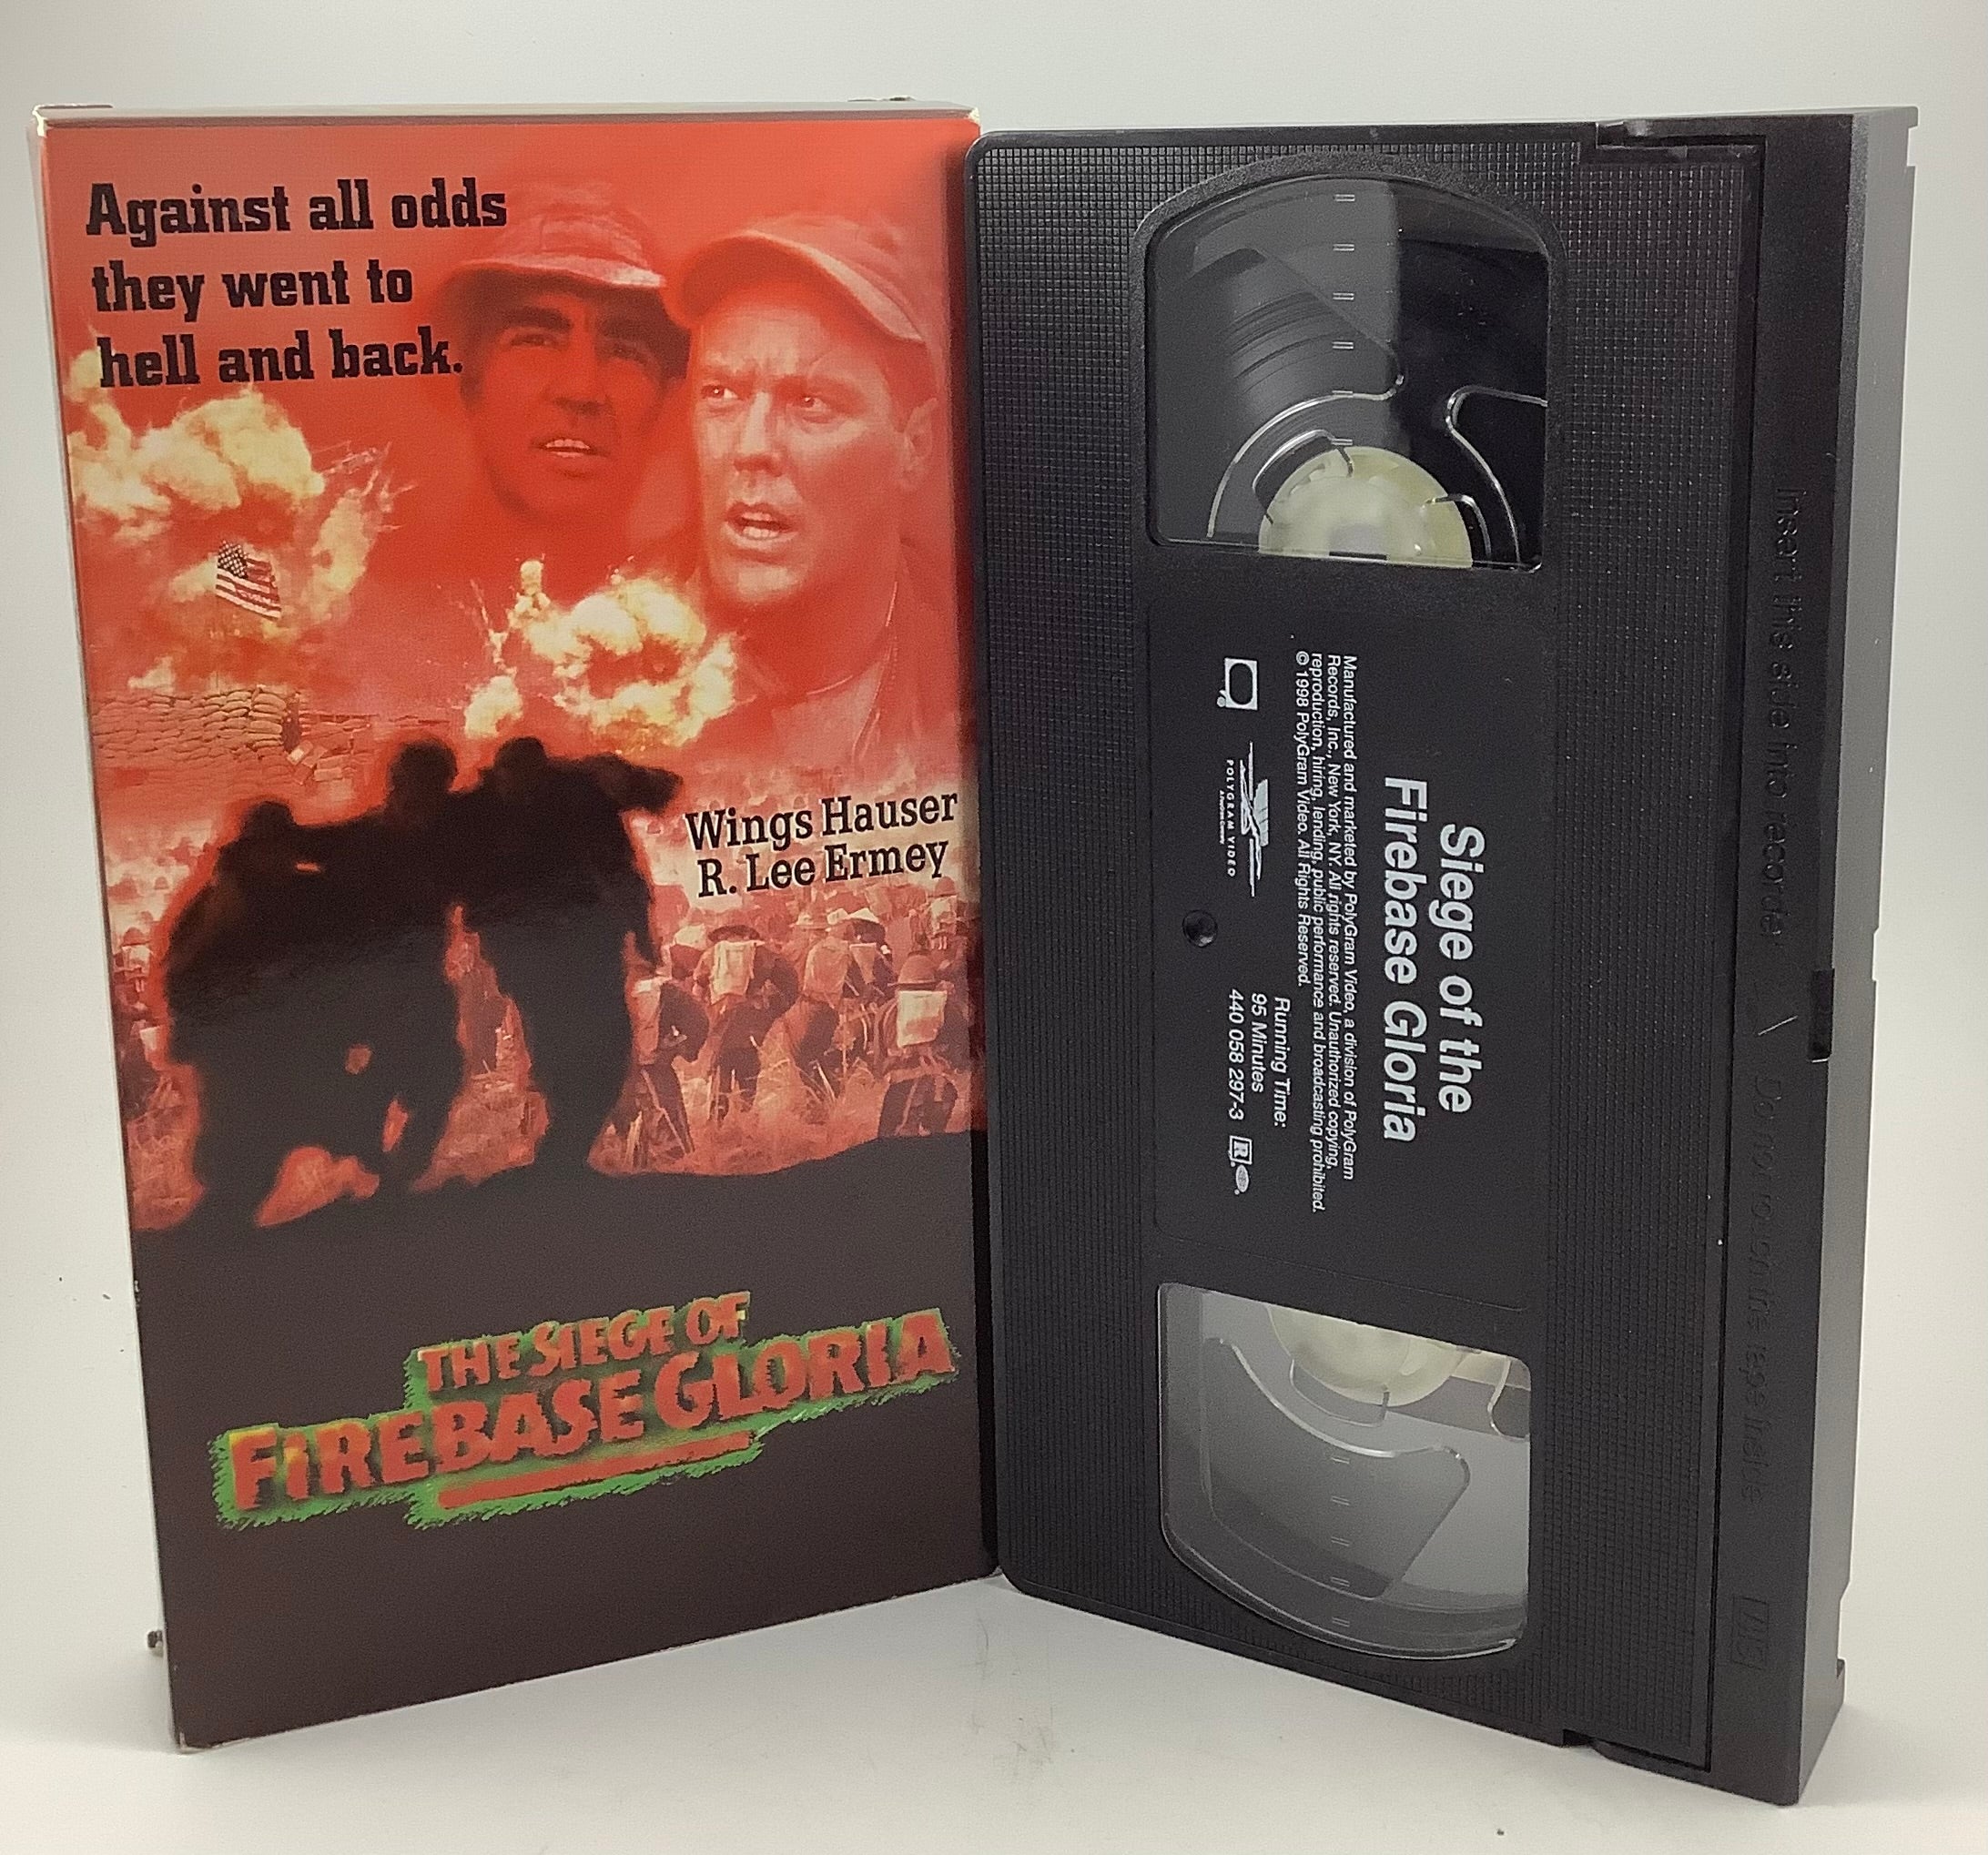 Against all odds
they went to
hell and back.
Wings Hauser
R. Lee Ermey
THE SIEGE OF
FIREBASE GLORIA
Siege of the
Firebase Gloria
Manufactured and marketed by PolyGram Video, a division of PolyGram
Records, Inc., New York, NY. All rights reserved. Unauthorized copying,
reproduction, hiring, lending, public performance and broadcasting prohibited.
© 1998 PolyGram Video. All Rights Reserved.
Running Time:
95 Minutes
440 058 297-3
R
POLYGRAM VIDEO
Insert this side into recorder
VHS